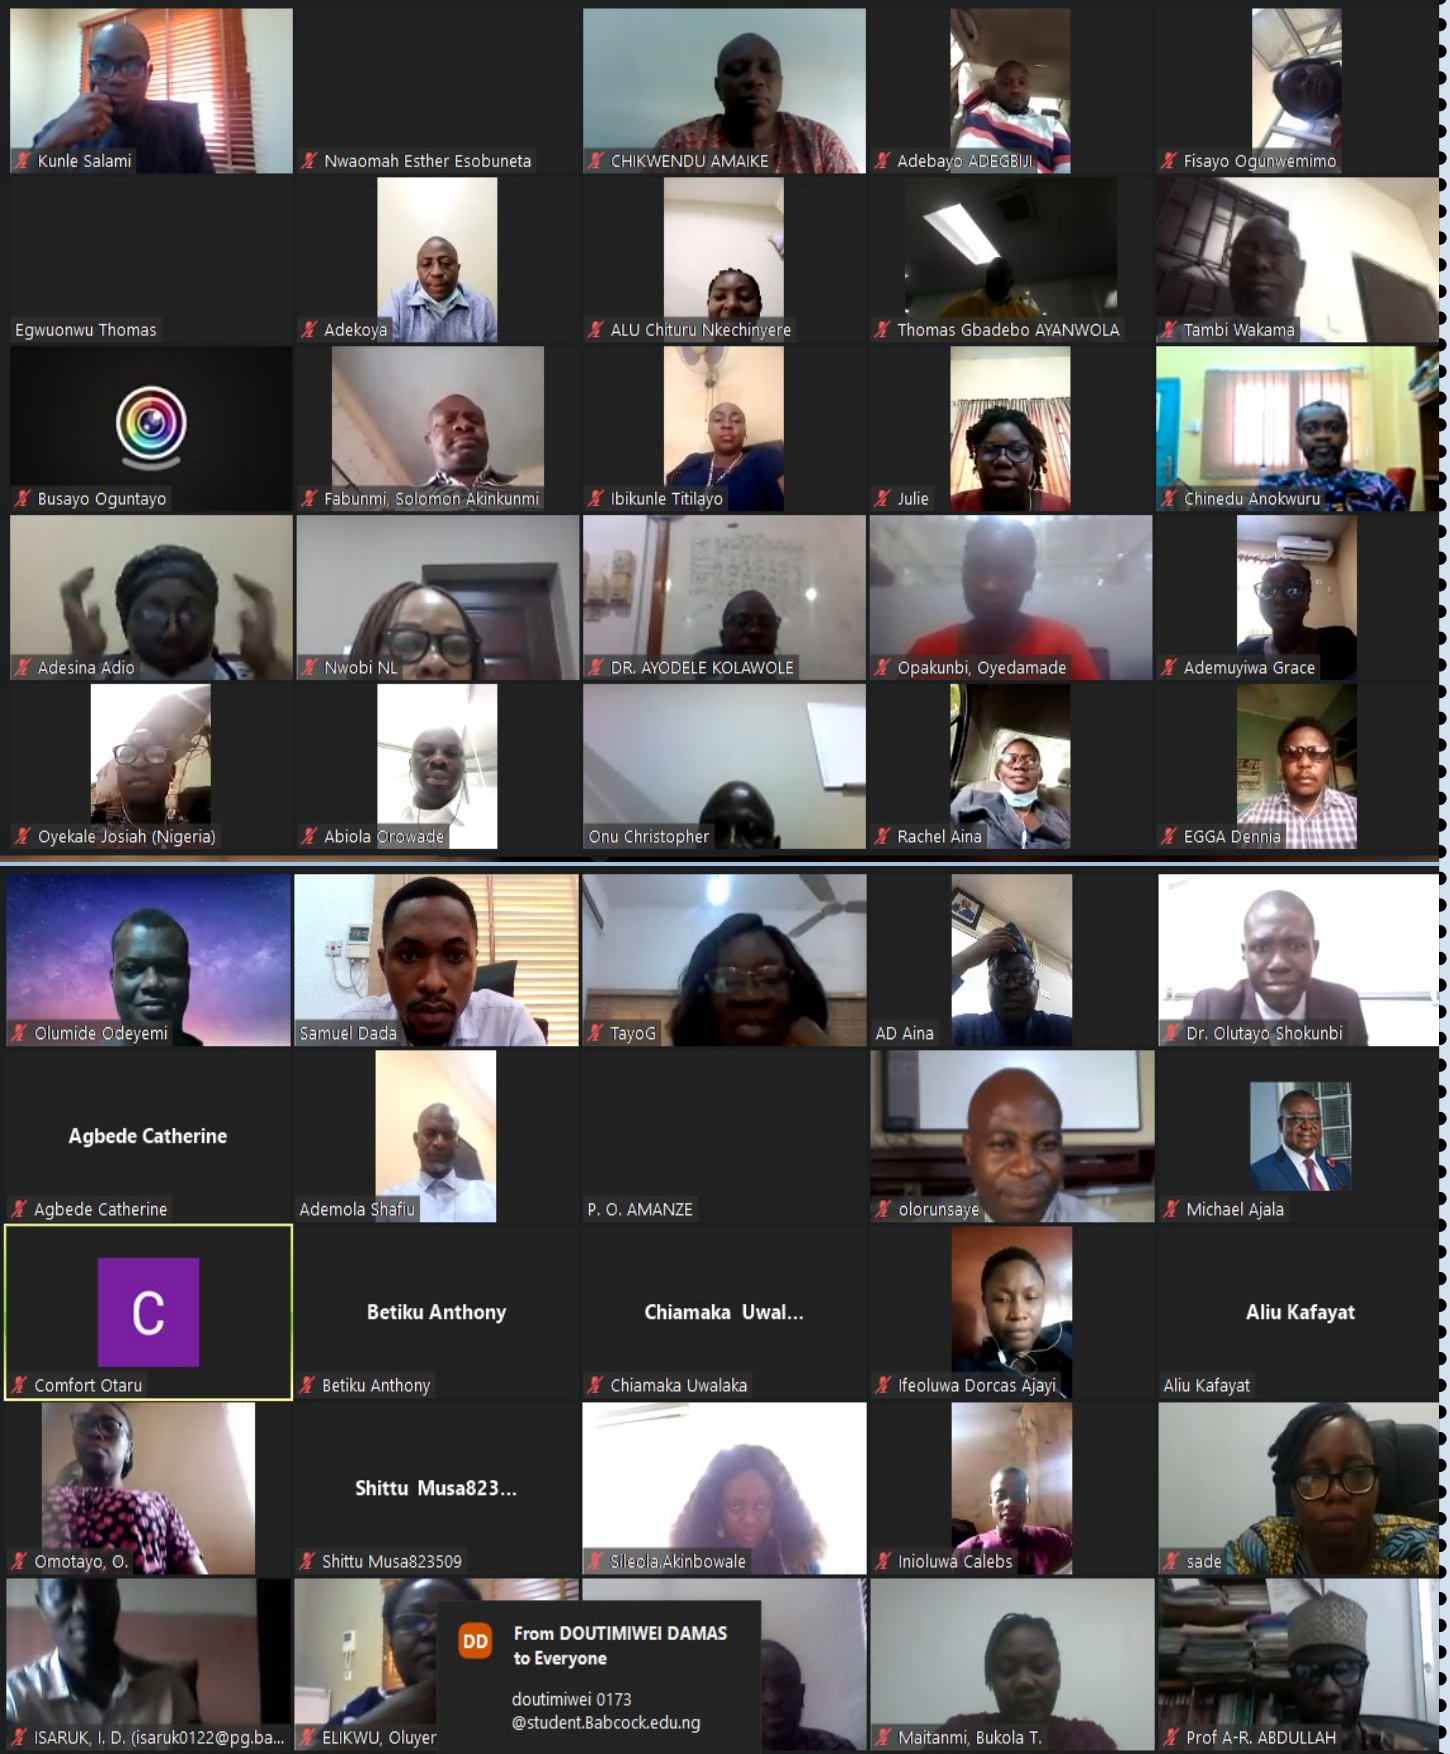 Kunle Salami
Nwaomah Esther Esobuneta
CHIKWENDU AMAIKE
Adebayo ADEGBIJI
Fisayo Ogunwemimo
Egwuonwu Thomas
Adekoya
ALU Chituru Nkechinyere
Thomas Gbadebo AYANWOLA
Tambi Wakama
Busayo Oguntayo
Fabunmi, Solomon Akinkunmi
Ibikunle Titilayo
Julie
Chinedu Anokwuru
Adesina Adio
Nwobi NL
DR. AYODELE KOLAWOLE
Opakunbi, Oyedamade
Ademuyiwa Grace
Oyekale Josiah (Nigeria)
Abiola Orowade
Onu Christopher
Rachel Aina
EGGA Dennia
Olumide Odeyemi
Samuel Dada
TayoG
AD Aina
Dr. Olutayo Shokunbi
Agbede Catherine
Agbede Catherine
Ademola Shafiu
P. O. AMANZE
olorunsaye
Michael Ajala
C
Comfort Otaru
Betiku Anthony
Betiku Anthony
Chiamaka Uwal...
Chiamaka Uwalaka
Ifeoluwa Dorcas Ajayi
Aliu Kafayat
Aliu Kafayat
Omotayo, O.
Shittu Musa823...
Shittu Musa823509
Sileola.Akinbowale
Inioluwa Calebs
sade
ISARUK, I. D. (isaruk0122@pg.ba...
ELIKWU, Oluyer
DD
From DOUTIMIWEI DAMAS
to Everyone
doutimiwei 0173
@student.Babcock.edu.ng
Maitanmi, Bukola T.
Prof A-R. ABDULLAH